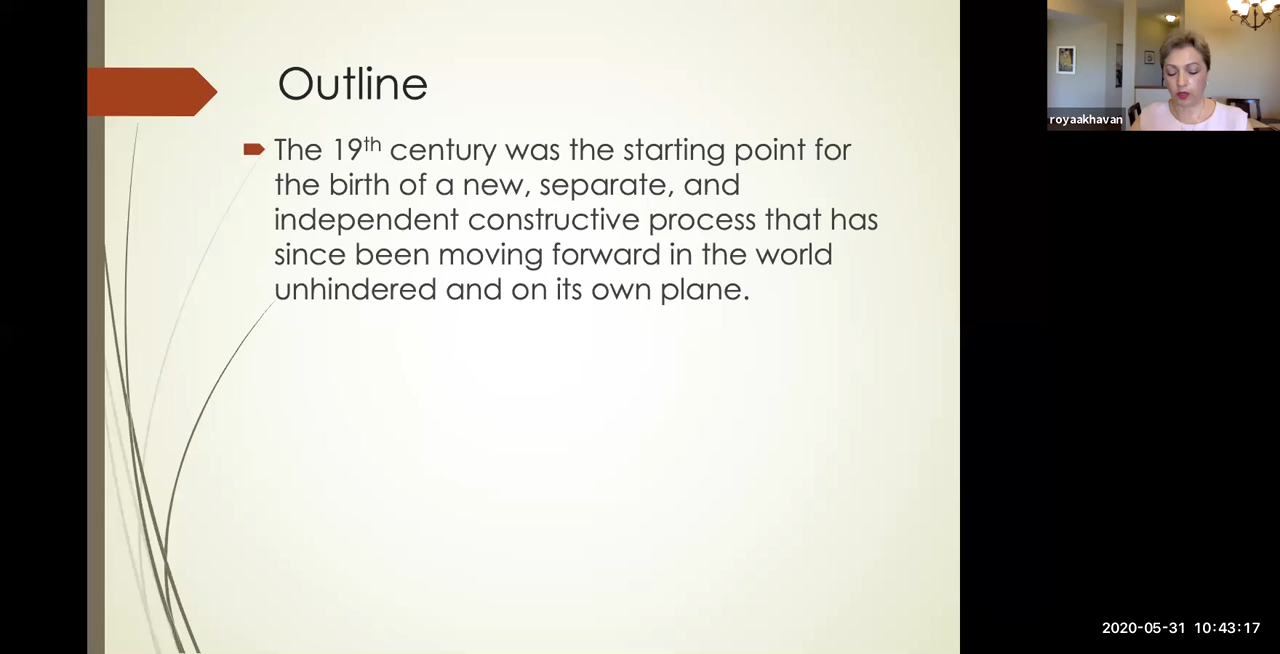 Outline
The 19th century was the starting point for
the birth of a new, separate, and
independent constructive process that has
since been moving forward in the world
unhindered and on its own plane.
royaakhavan
2020-05-31 10:43:17